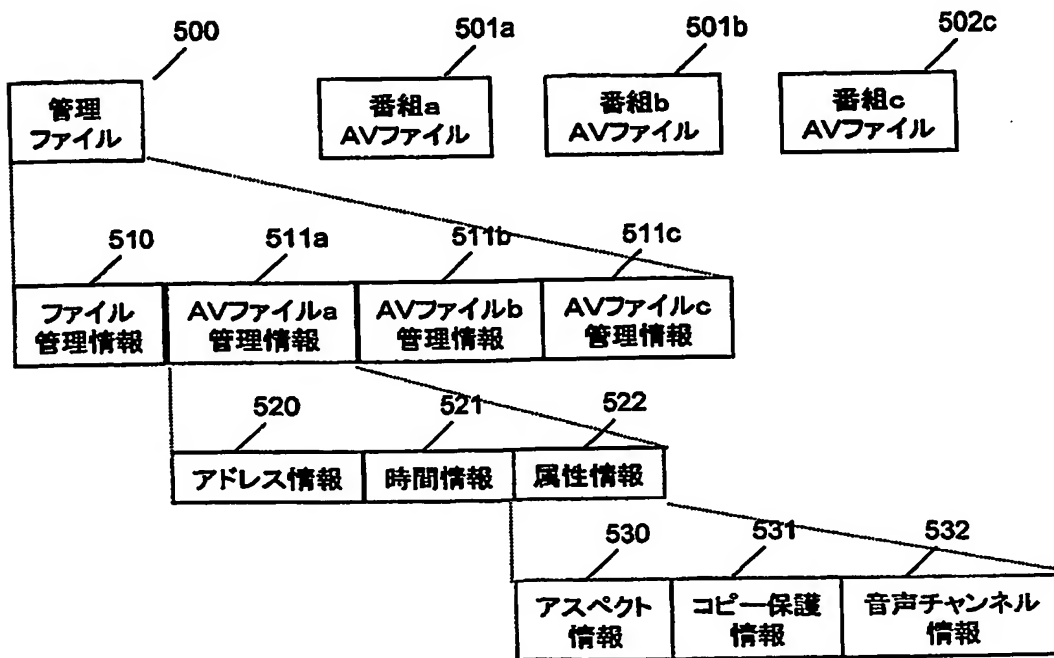 500
501a
501b
502c
管理
ファイル
番組a
AVファイル
番組b
AVファイル
番組c
AVファイル
510
511a
511b
511c
ファイル
管理情報
AVファイルa
管理情報
AVファイルb
管理情報
AVファイルc
管理情報
520
521
522
アドレス情報
時間情報
属性情報
530
531
532
アスペクト
情報
コピー保護
情報
音声チャンネル
情報